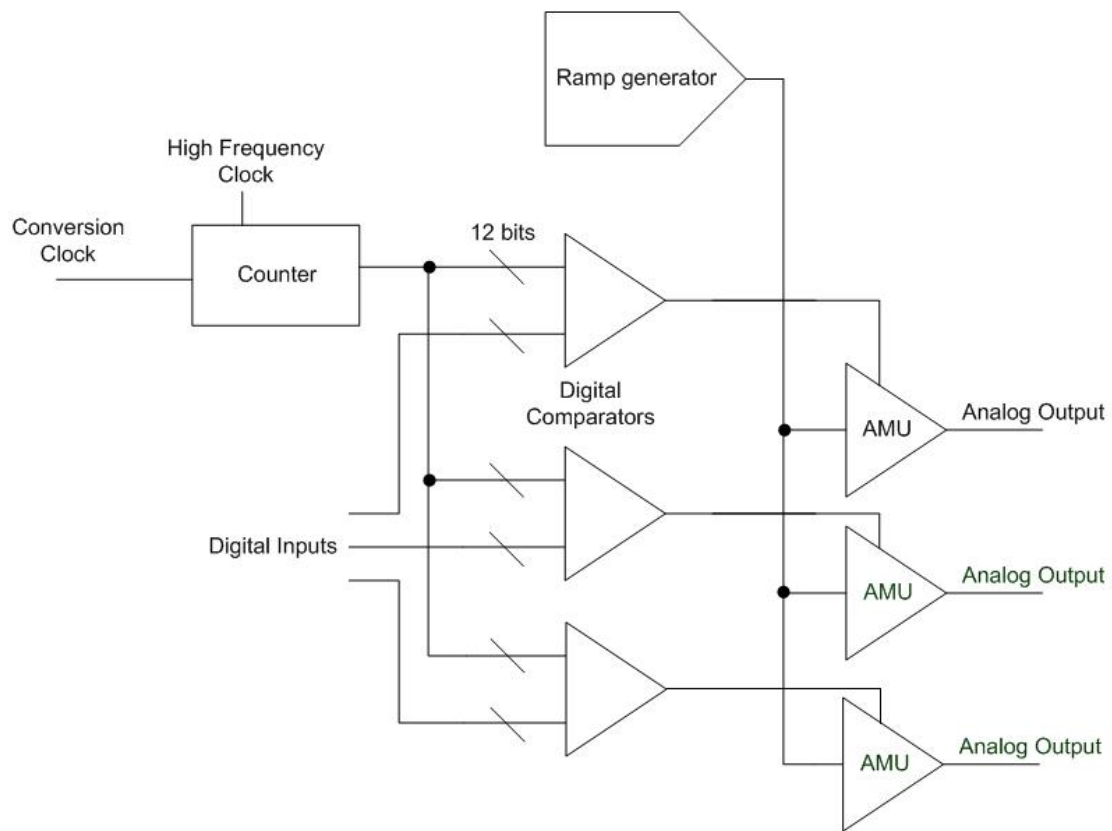 Ramp generator
High Frequency
Clock
Conversion
Clock
Counter
12 bits
Digital
Comparators
AMU
Analog Output
Digital Inputs
AMU
Analog Output
AMU
Analog Output